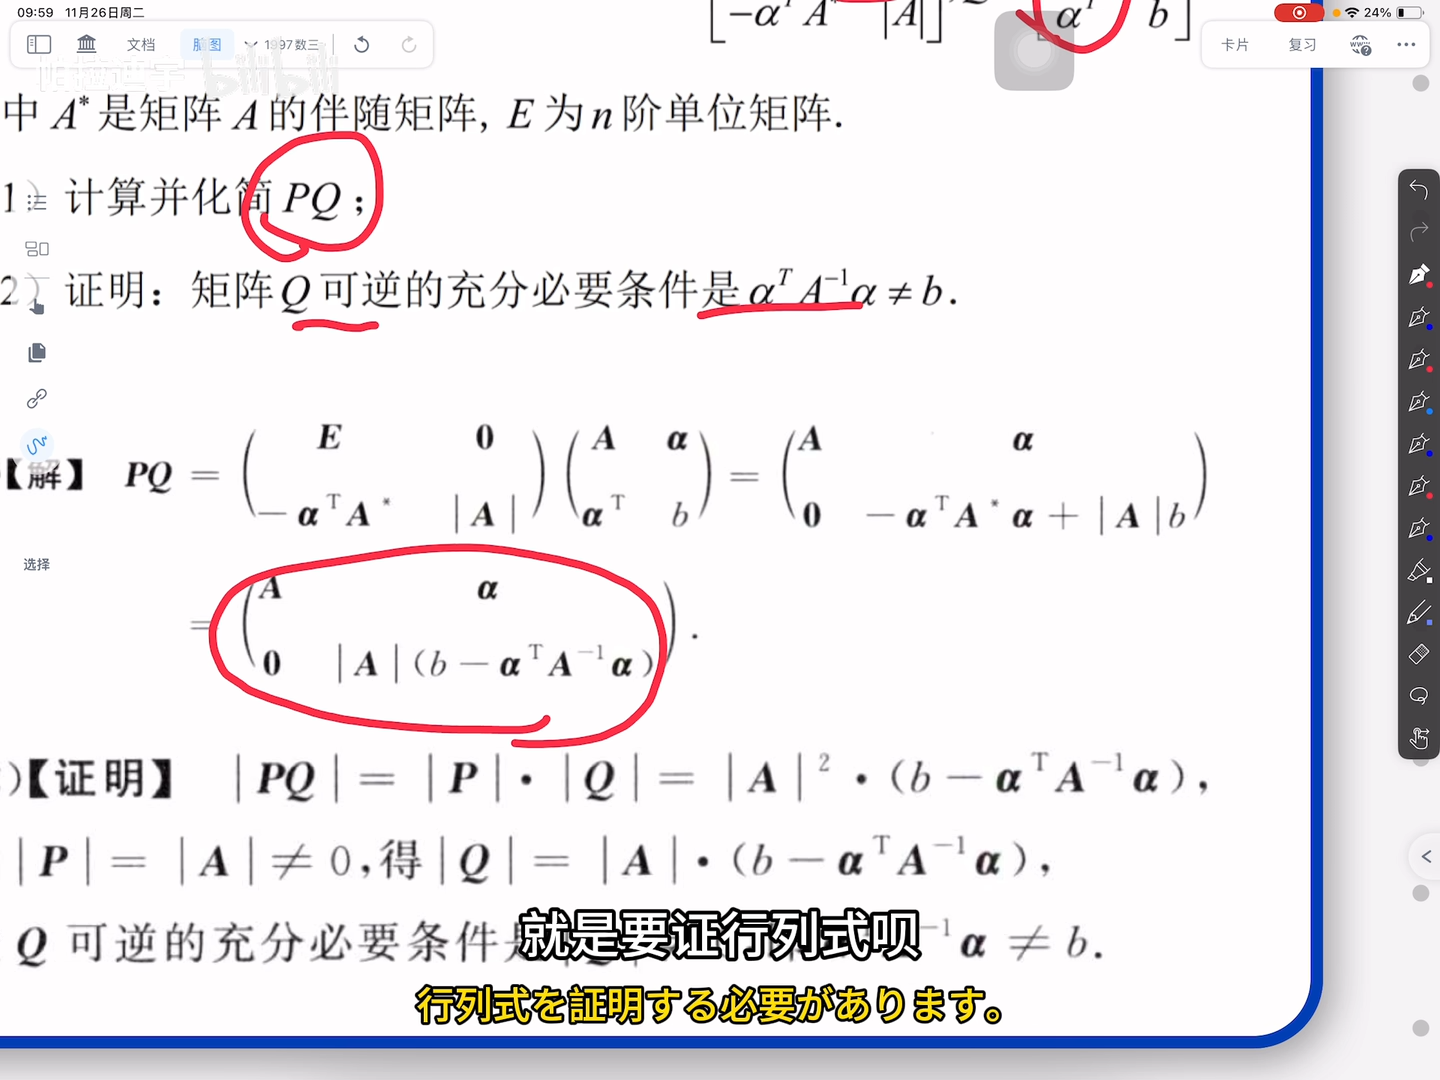 09:59 11月26日周二
24%
文档 脑图 1997数三
卡片 复习
-αᵀA* |A|
αᵀ b
中 A* 是矩阵 A 的伴随矩阵, E 为 n 阶单位矩阵.
1) 计算并化简 PQ；
2) 证明：矩阵 Q 可逆的充分必要条件是 αᵀA⁻¹α ≠ b.
【解】 PQ = (E 0; -αᵀA* |A|)(A α; αᵀ b) = (A α; 0 -αᵀA*α + |A|b)
= (A α; 0 |A|(b - αᵀA⁻¹α)).
选择
)【证明】 |PQ| = |P|·|Q| = |A|²·(b - αᵀA⁻¹α),
|P| = |A| ≠ 0,得|Q| = |A|·(b - αᵀA⁻¹α),
Q 可逆的充分必要条件是 ⁻¹α ≠ b.
就是要证行列式呗
行列式を証明する必要があります。